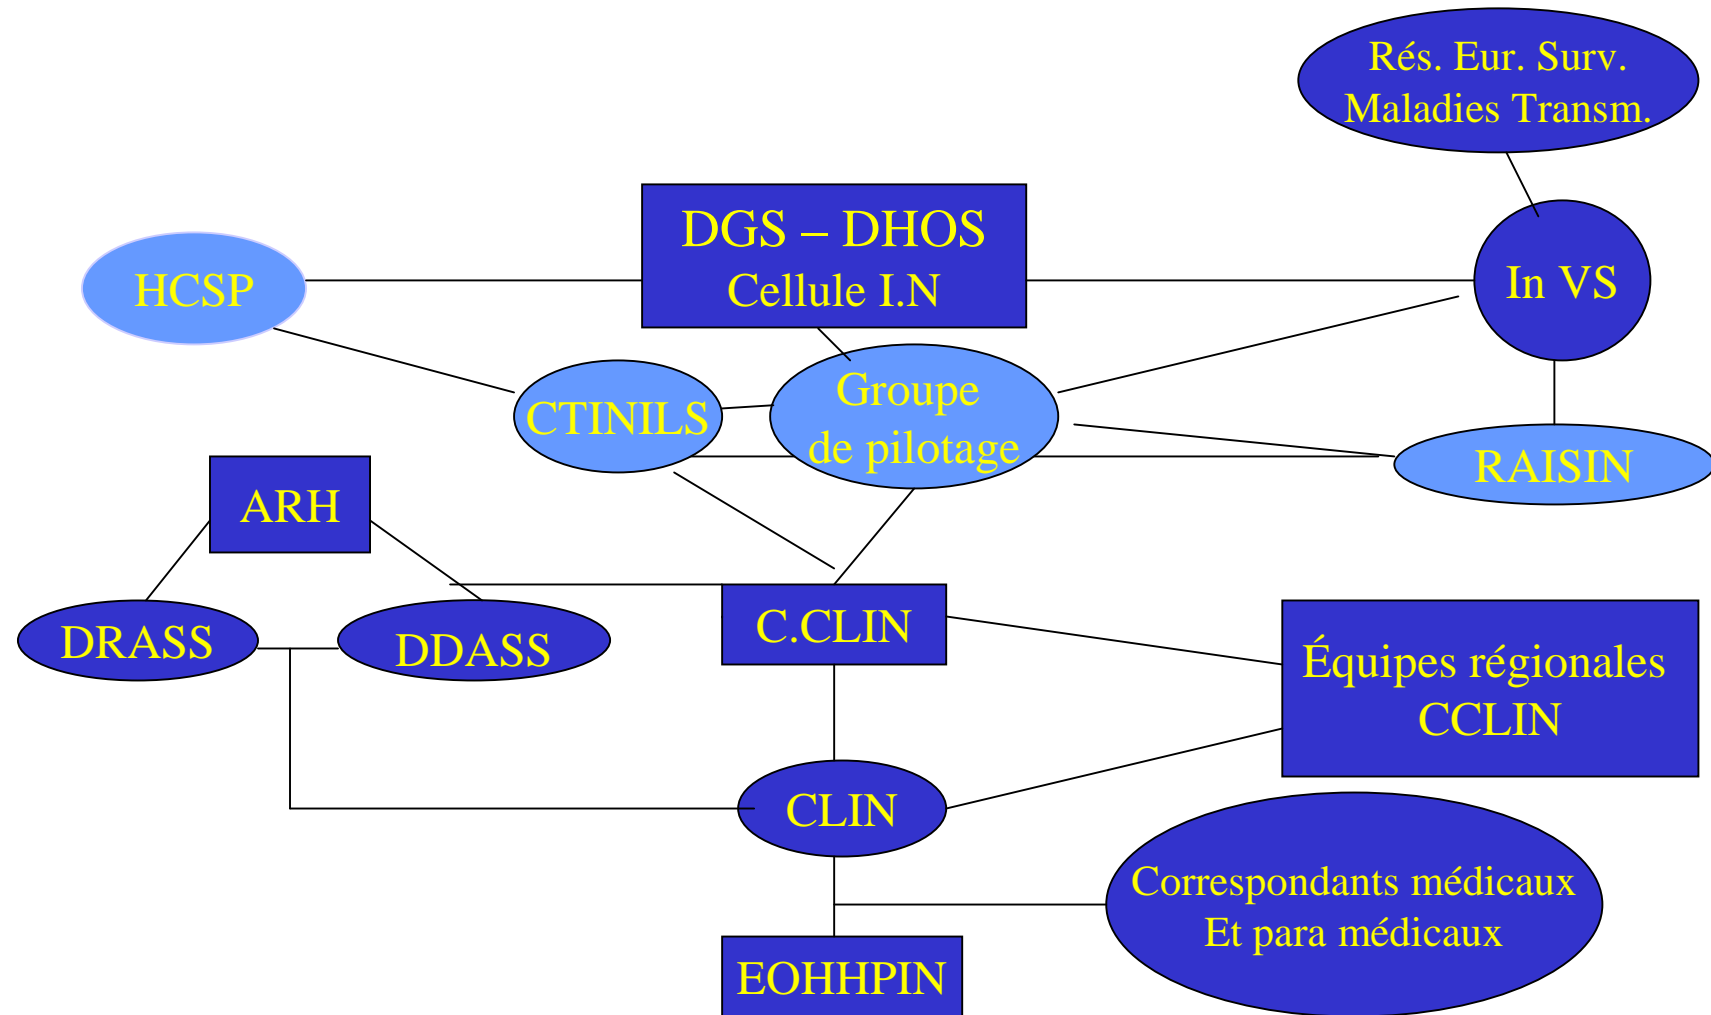 Rés. Eur. Surv.
Maladies Transm.
DGS – DHOS
Cellule I.N
HCSP
In VS
Groupe
de pilotage
CTINILS
RAISIN
ARH
DRASS
DDASS
C.CLIN
Équipes régionales
CCLIN
CLIN
Correspondants médicaux
Et para médicaux
EOHHPIN